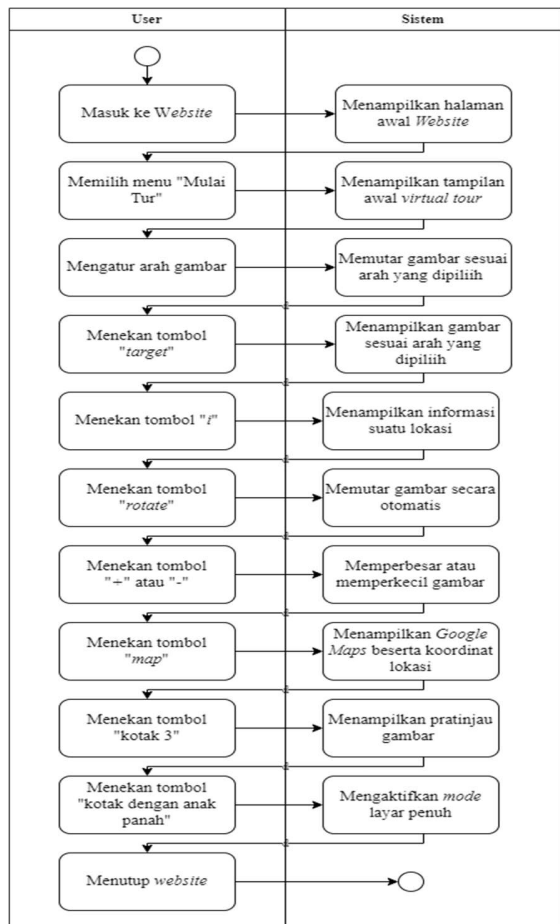 User
Sistem
Masuk ke Website
Menampilkan halaman
awal Website
Memilih menu "Mulai
Tur"
Menampilkan tampilan
awal virtual tour
Mengatur arah gambar
Memutar gambar sesuai
arah yang dipiliih
Menekan tombol
"target"
Menampilkan gambar
sesuai arah yang
dipiliih
Menekan tombol "i"
Menampilkan informasi
suatu lokasi
Menekan tombol
"rotate"
Memutar gambar secara
otomatis
Menekan tombol
"+" atau "-"
Memperbesar atau
memperkecil gambar
Menekan tombol
"map"
Menampilkan Google
Maps beserta koordinat
lokasi
Menekan tombol
"kotak 3"
Menampilkan pratinjau
gambar
Menekan tombol
"kotak dengan anak
panah"
Mengaktifkan mode
layar penuh
Menutup website